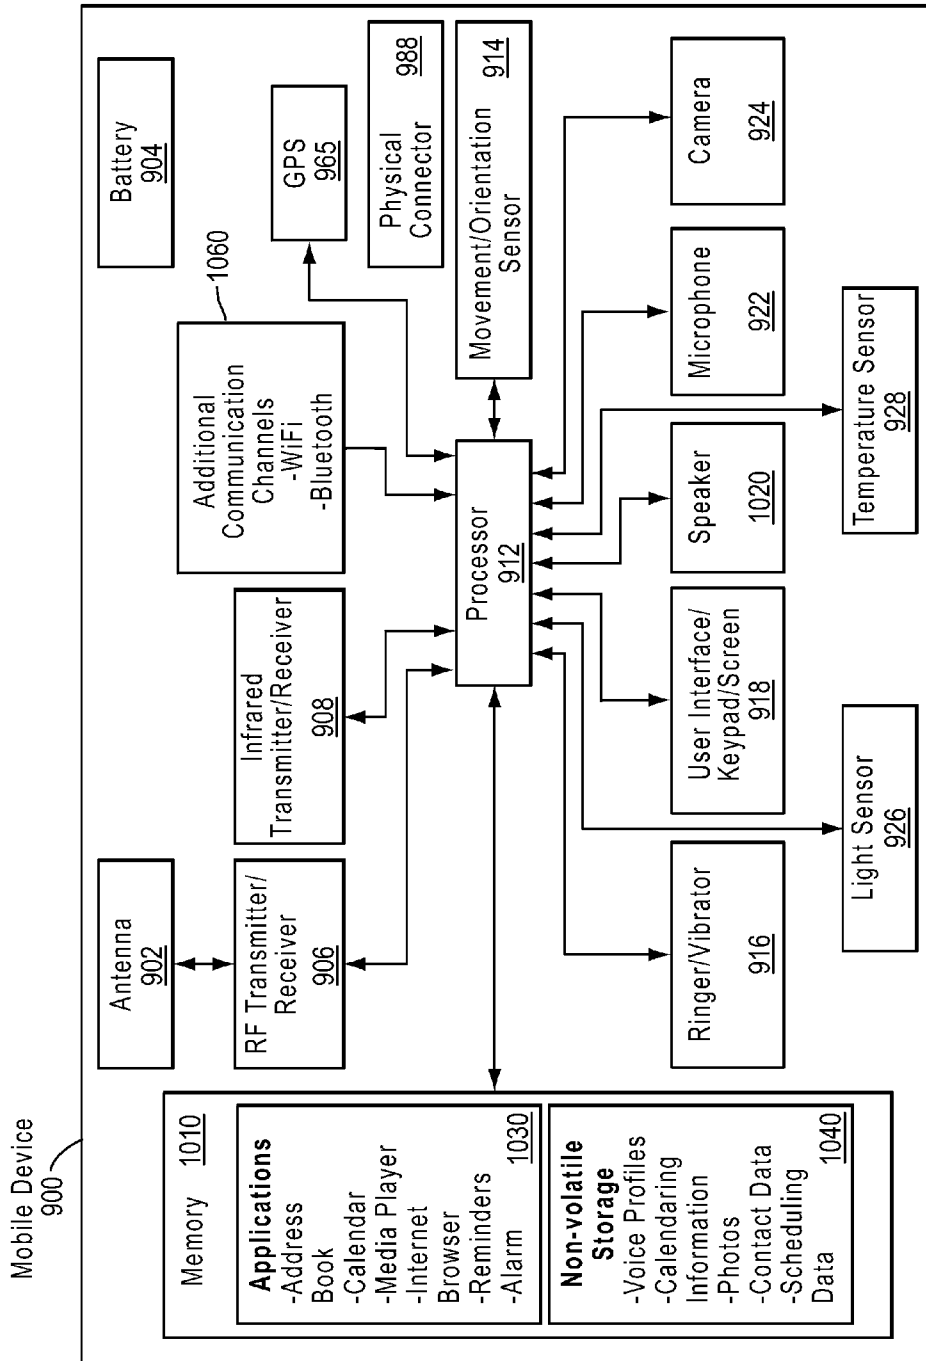 Mobile Device
900
Memory 1010
Applications
-Address
Book
-Calendar
-Media Player
-Internet
Browser
-Reminders
-Alarm 1030
Non-volatile
Storage
-Voice Profiles
-Calendaring
Information
-Photos
-Contact Data
-Scheduling
Data 1040
Antenna
902
RF Transmitter/
Receiver
906
Infrared
Transmitter/Receiver
908
Additional
Communication
Channels
-WiFi
-Bluetooth
1060
Battery
904
GPS
965
Physical 988
Connector
Movement/Orientation 914
Sensor
Processor
912
Ringer/Vibrator
916
User Interface/
Keypad/Screen
918
Speaker
1020
Microphone
922
Camera
924
Light Sensor
926
Temperature Sensor
928